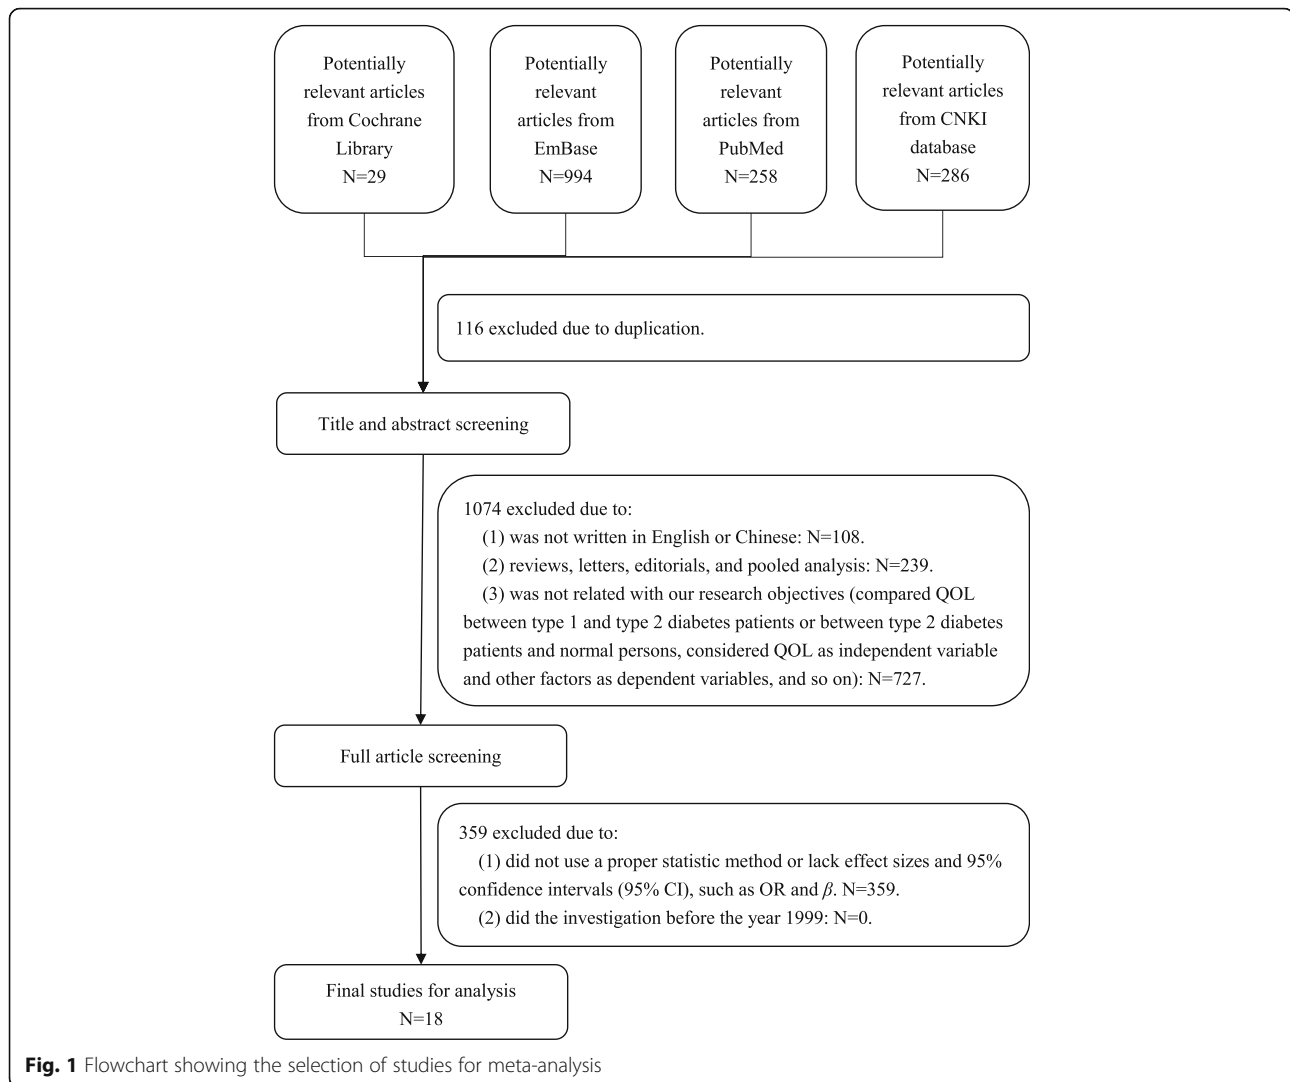 Potentially
relevant articles
from Cochrane
Library
N=29
Potentially
relevant
articles from
EmBase
N=994
Potentially
relevant
articles from
PubMed
N=258
Potentially
relevant articles
from CNKI
database
N=286
116 excluded due to duplication.
Title and abstract screening
1074 excluded due to:
(1) was not written in English or Chinese: N=108.
(2) reviews, letters, editorials, and pooled analysis: N=239.
(3) was not related with our research objectives (compared QOL
between type 1 and type 2 diabetes patients or between type 2 diabetes
patients and normal persons, considered QOL as independent variable
and other factors as dependent variables, and so on): N=727.
Full article screening
359 excluded due to:
(1) did not use a proper statistic method or lack effect sizes and 95%
confidence intervals (95% CI), such as OR and β. N=359.
(2) did the investigation before the year 1999: N=0.
Final studies for analysis
N=18
Fig. 1 Flowchart showing the selection of studies for meta-analysis